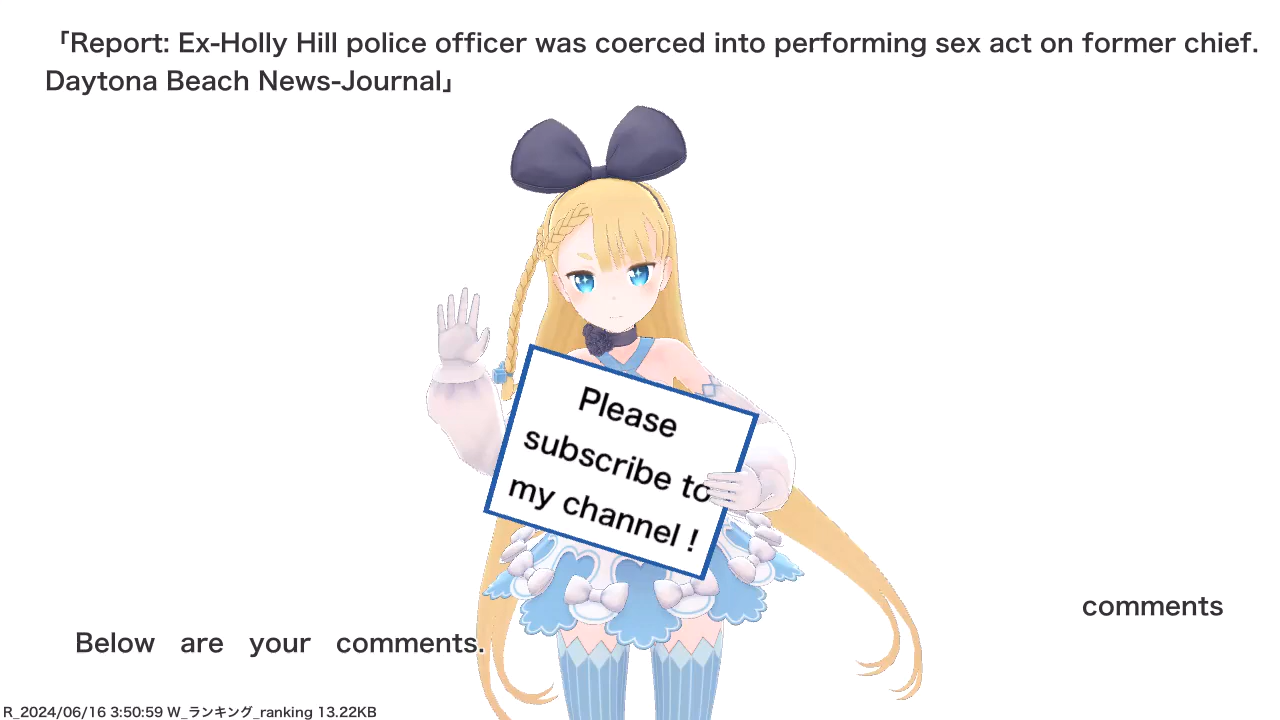 「Report: Ex-Holly Hill police officer was coerced into performing sex act on former chief.
Daytona Beach News-Journal」
Please
subscribe to
my channel !
comments
Below are your comments.
R_2024/06/16 3:50:59 W_ランキング_ranking 13.22KB